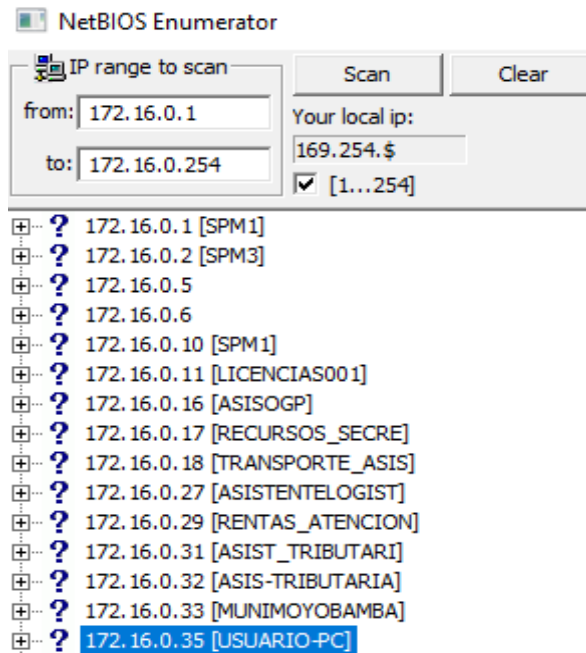 NetBIOS Enumerator
IP range to scan
Scan
Clear
from: 172.16.0.1
Your local ip:
169.254.$
to: 172.16.0.254
[1...254]
? 172.16.0.1 [SPM1]
? 172.16.0.2 [SPM3]
? 172.16.0.5
? 172.16.0.6
? 172.16.0.10 [SPM1]
? 172.16.0.11 [LICENCIAS001]
? 172.16.0.16 [ASISOGP]
? 172.16.0.17 [RECURSOS_SECRE]
? 172.16.0.18 [TRANSPORTE_ASIS]
? 172.16.0.27 [ASISTENTELOGIST]
? 172.16.0.29 [RENTAS_ATENCION]
? 172.16.0.31 [ASIST_TRIBUTARI]
? 172.16.0.32 [ASIS-TRIBUTARIA]
? 172.16.0.33 [MUNIMOYOBAMBA]
? 172.16.0.35 [USUARIO-PC]